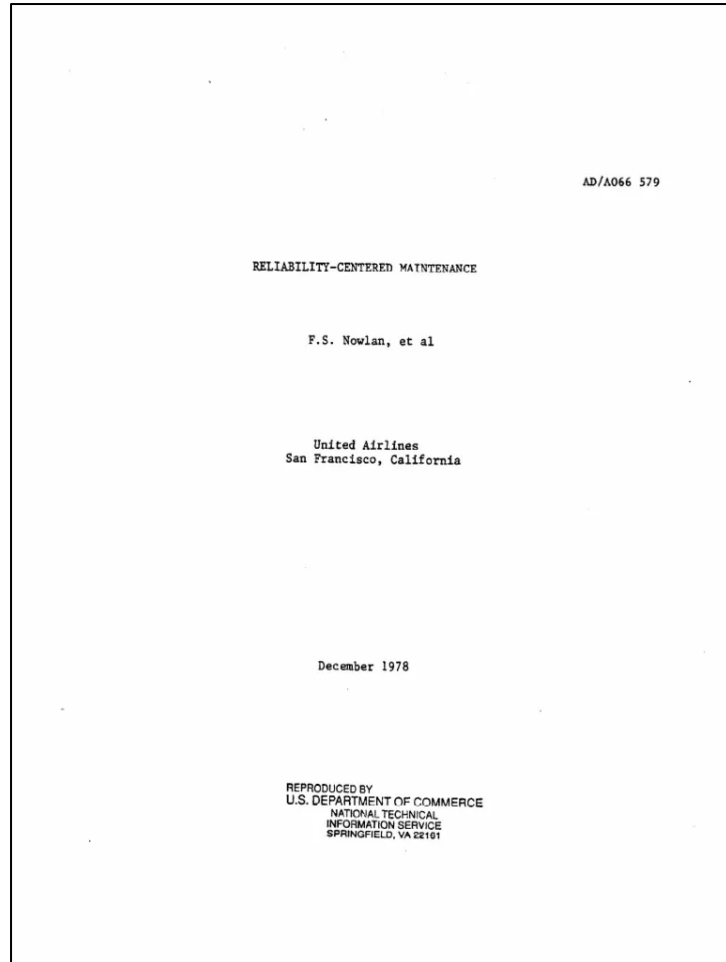 AD/A066 579
RELIABILITY-CENTERED MAINTENANCE
F.S. Nowlan, et al
United Airlines
San Francisco, California
December 1978
REPRODUCED BY
U.S. DEPARTMENT OF COMMERCE
NATIONAL TECHNICAL
INFORMATION SERVICE
SPRINGFIELD, VA 22161